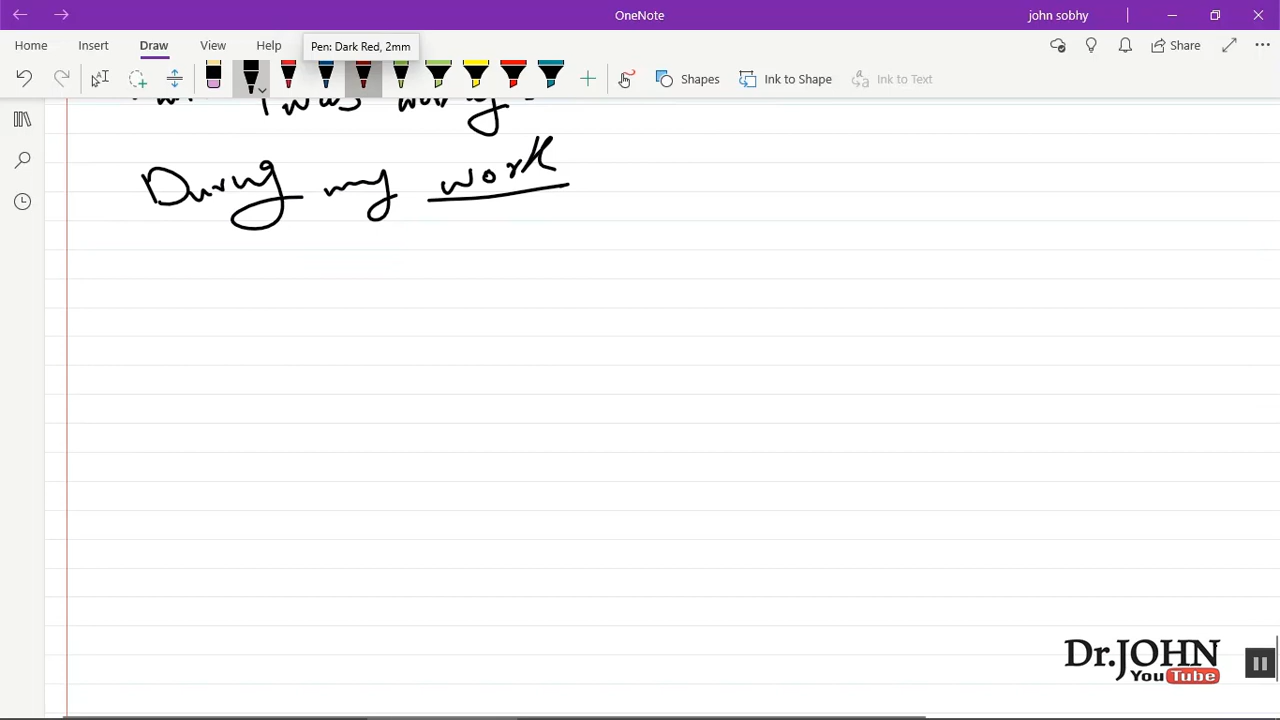 OneNote
john sobhy
Home Insert Draw View Help
Pen: Dark Red, 2mm
Share
Shapes
Ink to Shape
Ink to Text
I was
During my work
Dr.JOHN
YouTube